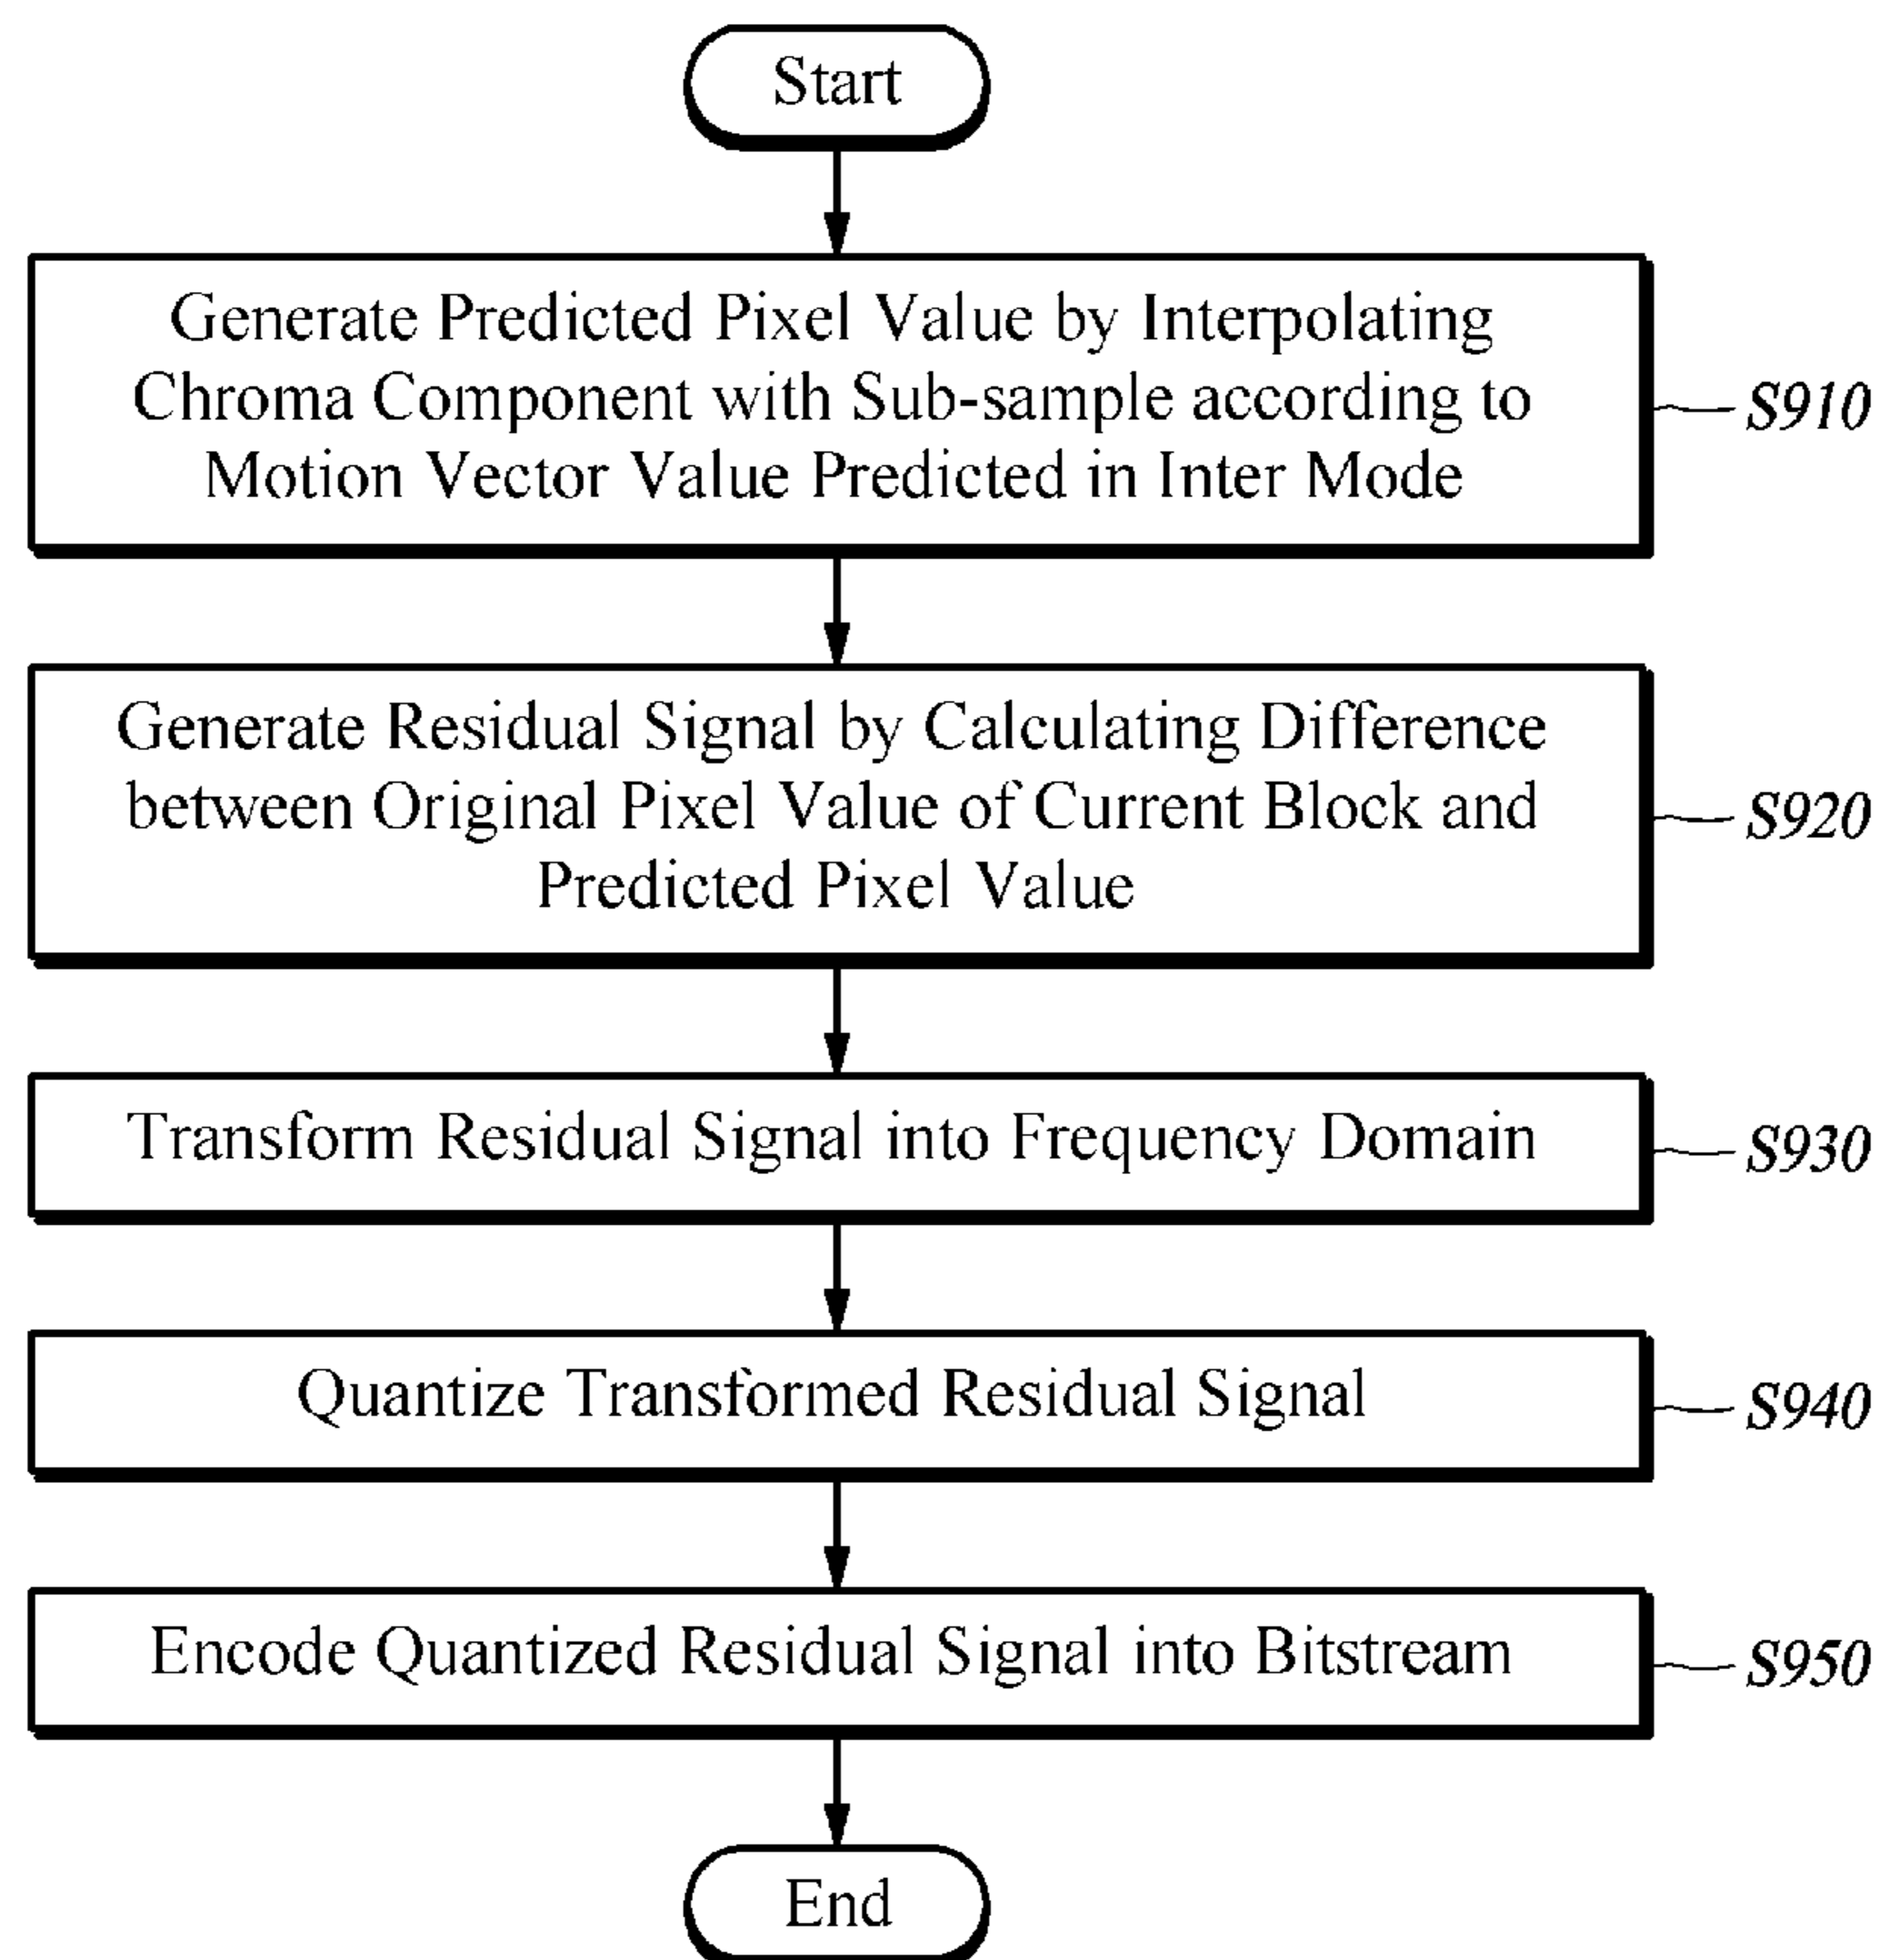 Start
Generate Predicted Pixel Value by Interpolating
Chroma Component with Sub-sample according to
Motion Vector Value Predicted in Inter Mode
S910
Generate Residual Signal by Calculating Difference
between Original Pixel Value of Current Block and
Predicted Pixel Value
S920
Transform Residual Signal into Frequency Domain
S930
Quantize Transformed Residual Signal
S940
Encode Quantized Residual Signal into Bitstream
S950
End